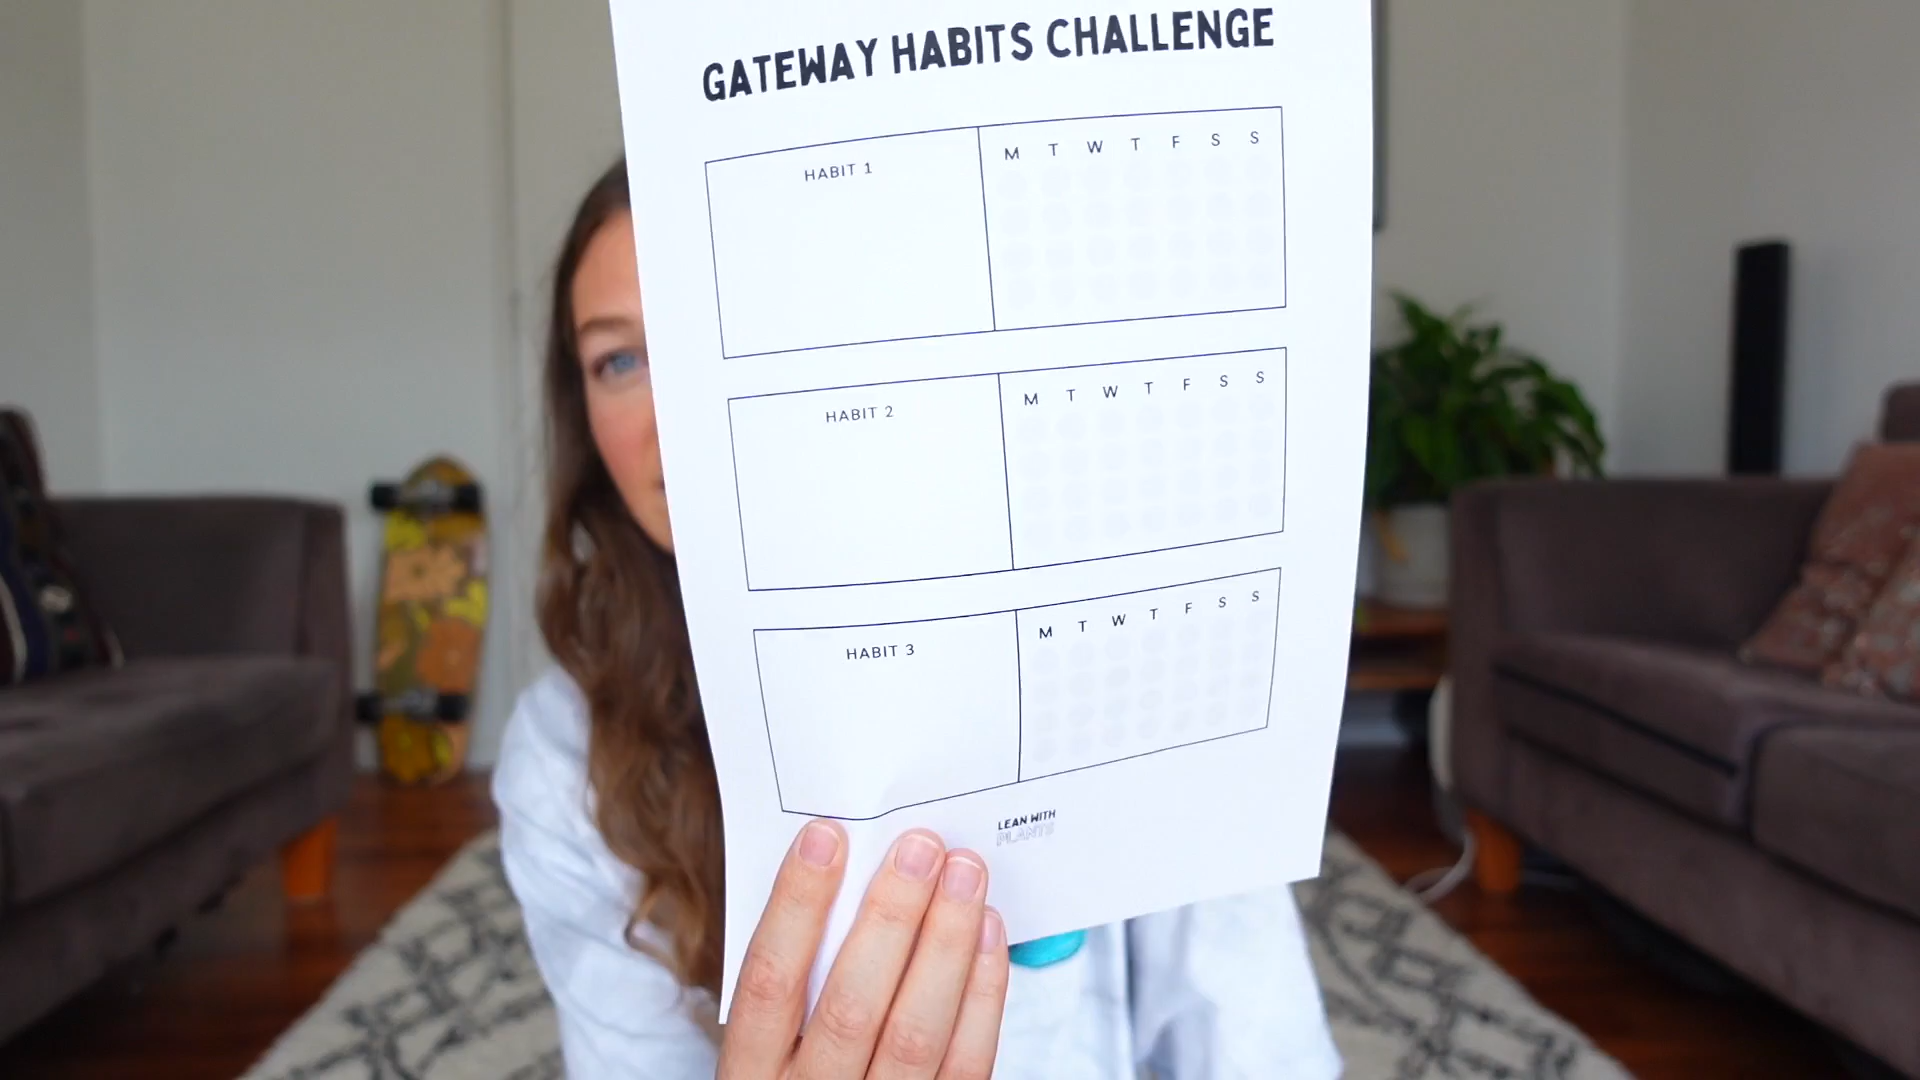 GATEWAY HABITS CHALLENGE
HABIT 1
M T W T F S S
HABIT 2
M T W T F S S
HABIT 3
M T W T F S S
LEAN WITH
PLANTS